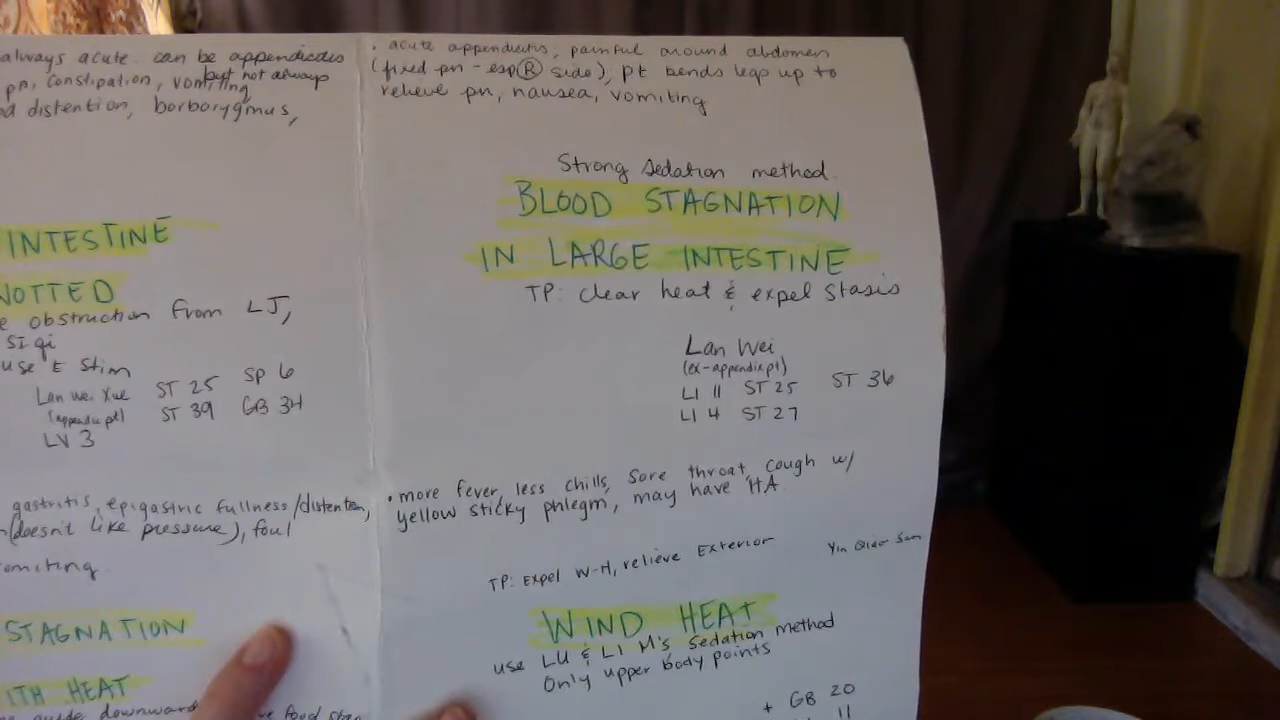 always acute. can be appendicitis
but not always
pn, constipation, vomiting
distention, borborygmus,
INTESTINE
obstruction from LJ,
SI qi
use E Stim
Lan Wei Xue ST 25 SP 6
(appendix pt) ST 39 GB 34
LV 3
gastritis, epigastric fullness/distention,
(doesn't like pressure), foul
STAGNATION
HEAT
downward
• acute appendicitis; painful around abdomen
(fixed pn - esp Ⓡ side), pt bends legs up to
relieve pn, nausea, vomiting
Strong Sedation method.
BLOOD STAGNATION
IN LARGE INTESTINE
TP: clear heat & expel stasis
Lan Wei
(ex-appendix pt)
LI 11 ST 25 ST 36
LI 4 ST 27
• more fever, less chills, Sore throat, cough w/
yellow sticky phlegm, may have HA.
TP: Expel W-H, relieve Exterior Yin Qiao San
WIND HEAT
use LU & LI M's Sedation method
Only upper body points
+ GB 20
11